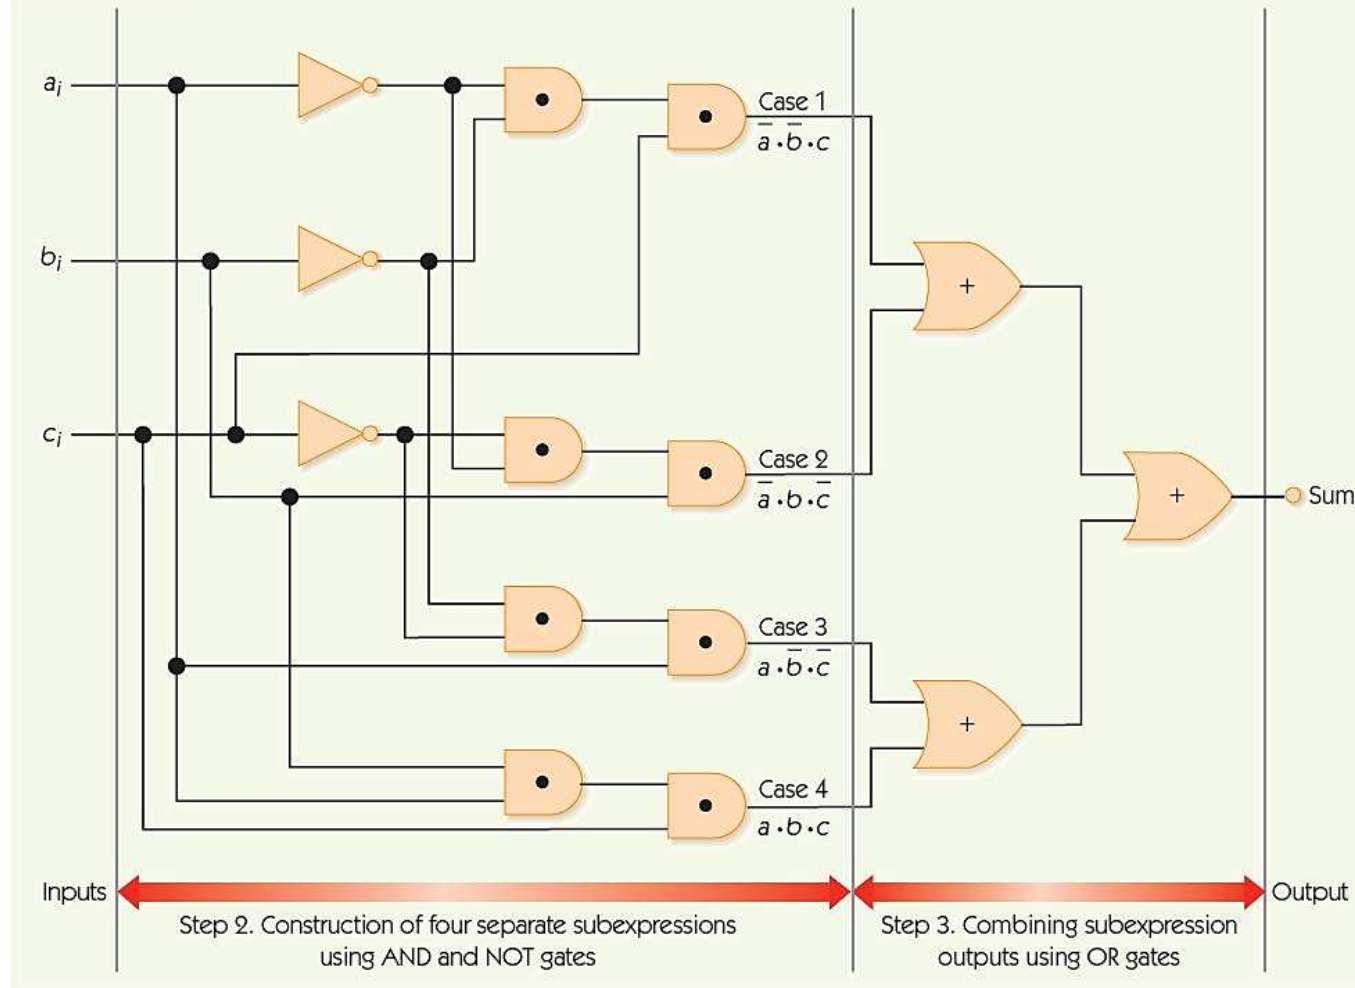 aᵢ
Case 1
a̅ · b̅ · c
bᵢ
+
cᵢ
Case 2
a̅ · b · c̅
+
Sum
Case 3
a · b̅ · c̅
+
Case 4
a · b · c
Inputs
Output
Step 2. Construction of four separate subexpressions
using AND and NOT gates
Step 3. Combining subexpression
outputs using OR gates